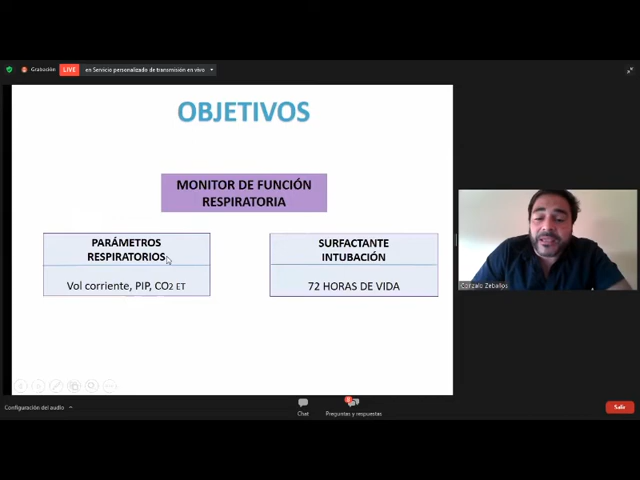 Grabación
LIVE
en Servicio personalizado de transmisión en vivo
OBJETIVOS
MONITOR DE FUNCIÓN
RESPIRATORIA
PARÁMETROS
RESPIRATORIOS
Vol corriente, PIP, CO2 ET
SURFACTANTE
INTUBACIÓN
72 HORAS DE VIDA
Gonzalo Zeballos
Configuración del audio
Chat
Preguntas y respuestas
Salir